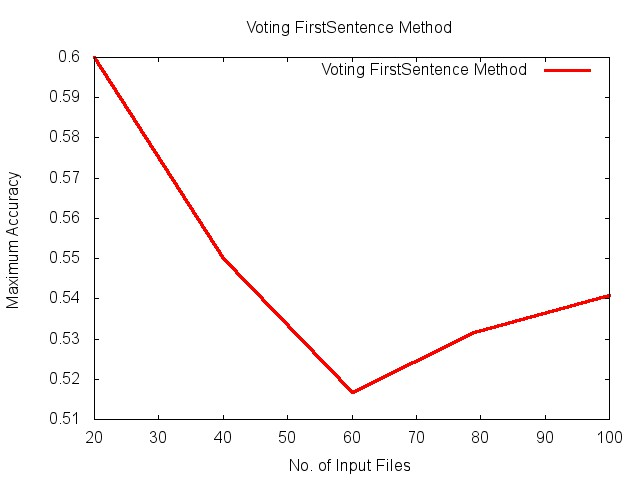 Voting FirstSentence Method
Voting FirstSentence Method
0.6
0.59
0.58
0.57
0.56
0.55
0.54
0.53
0.52
0.51
Maximum Accuracy
20 30 40 50 60 70 80 90 100
No. of Input Files